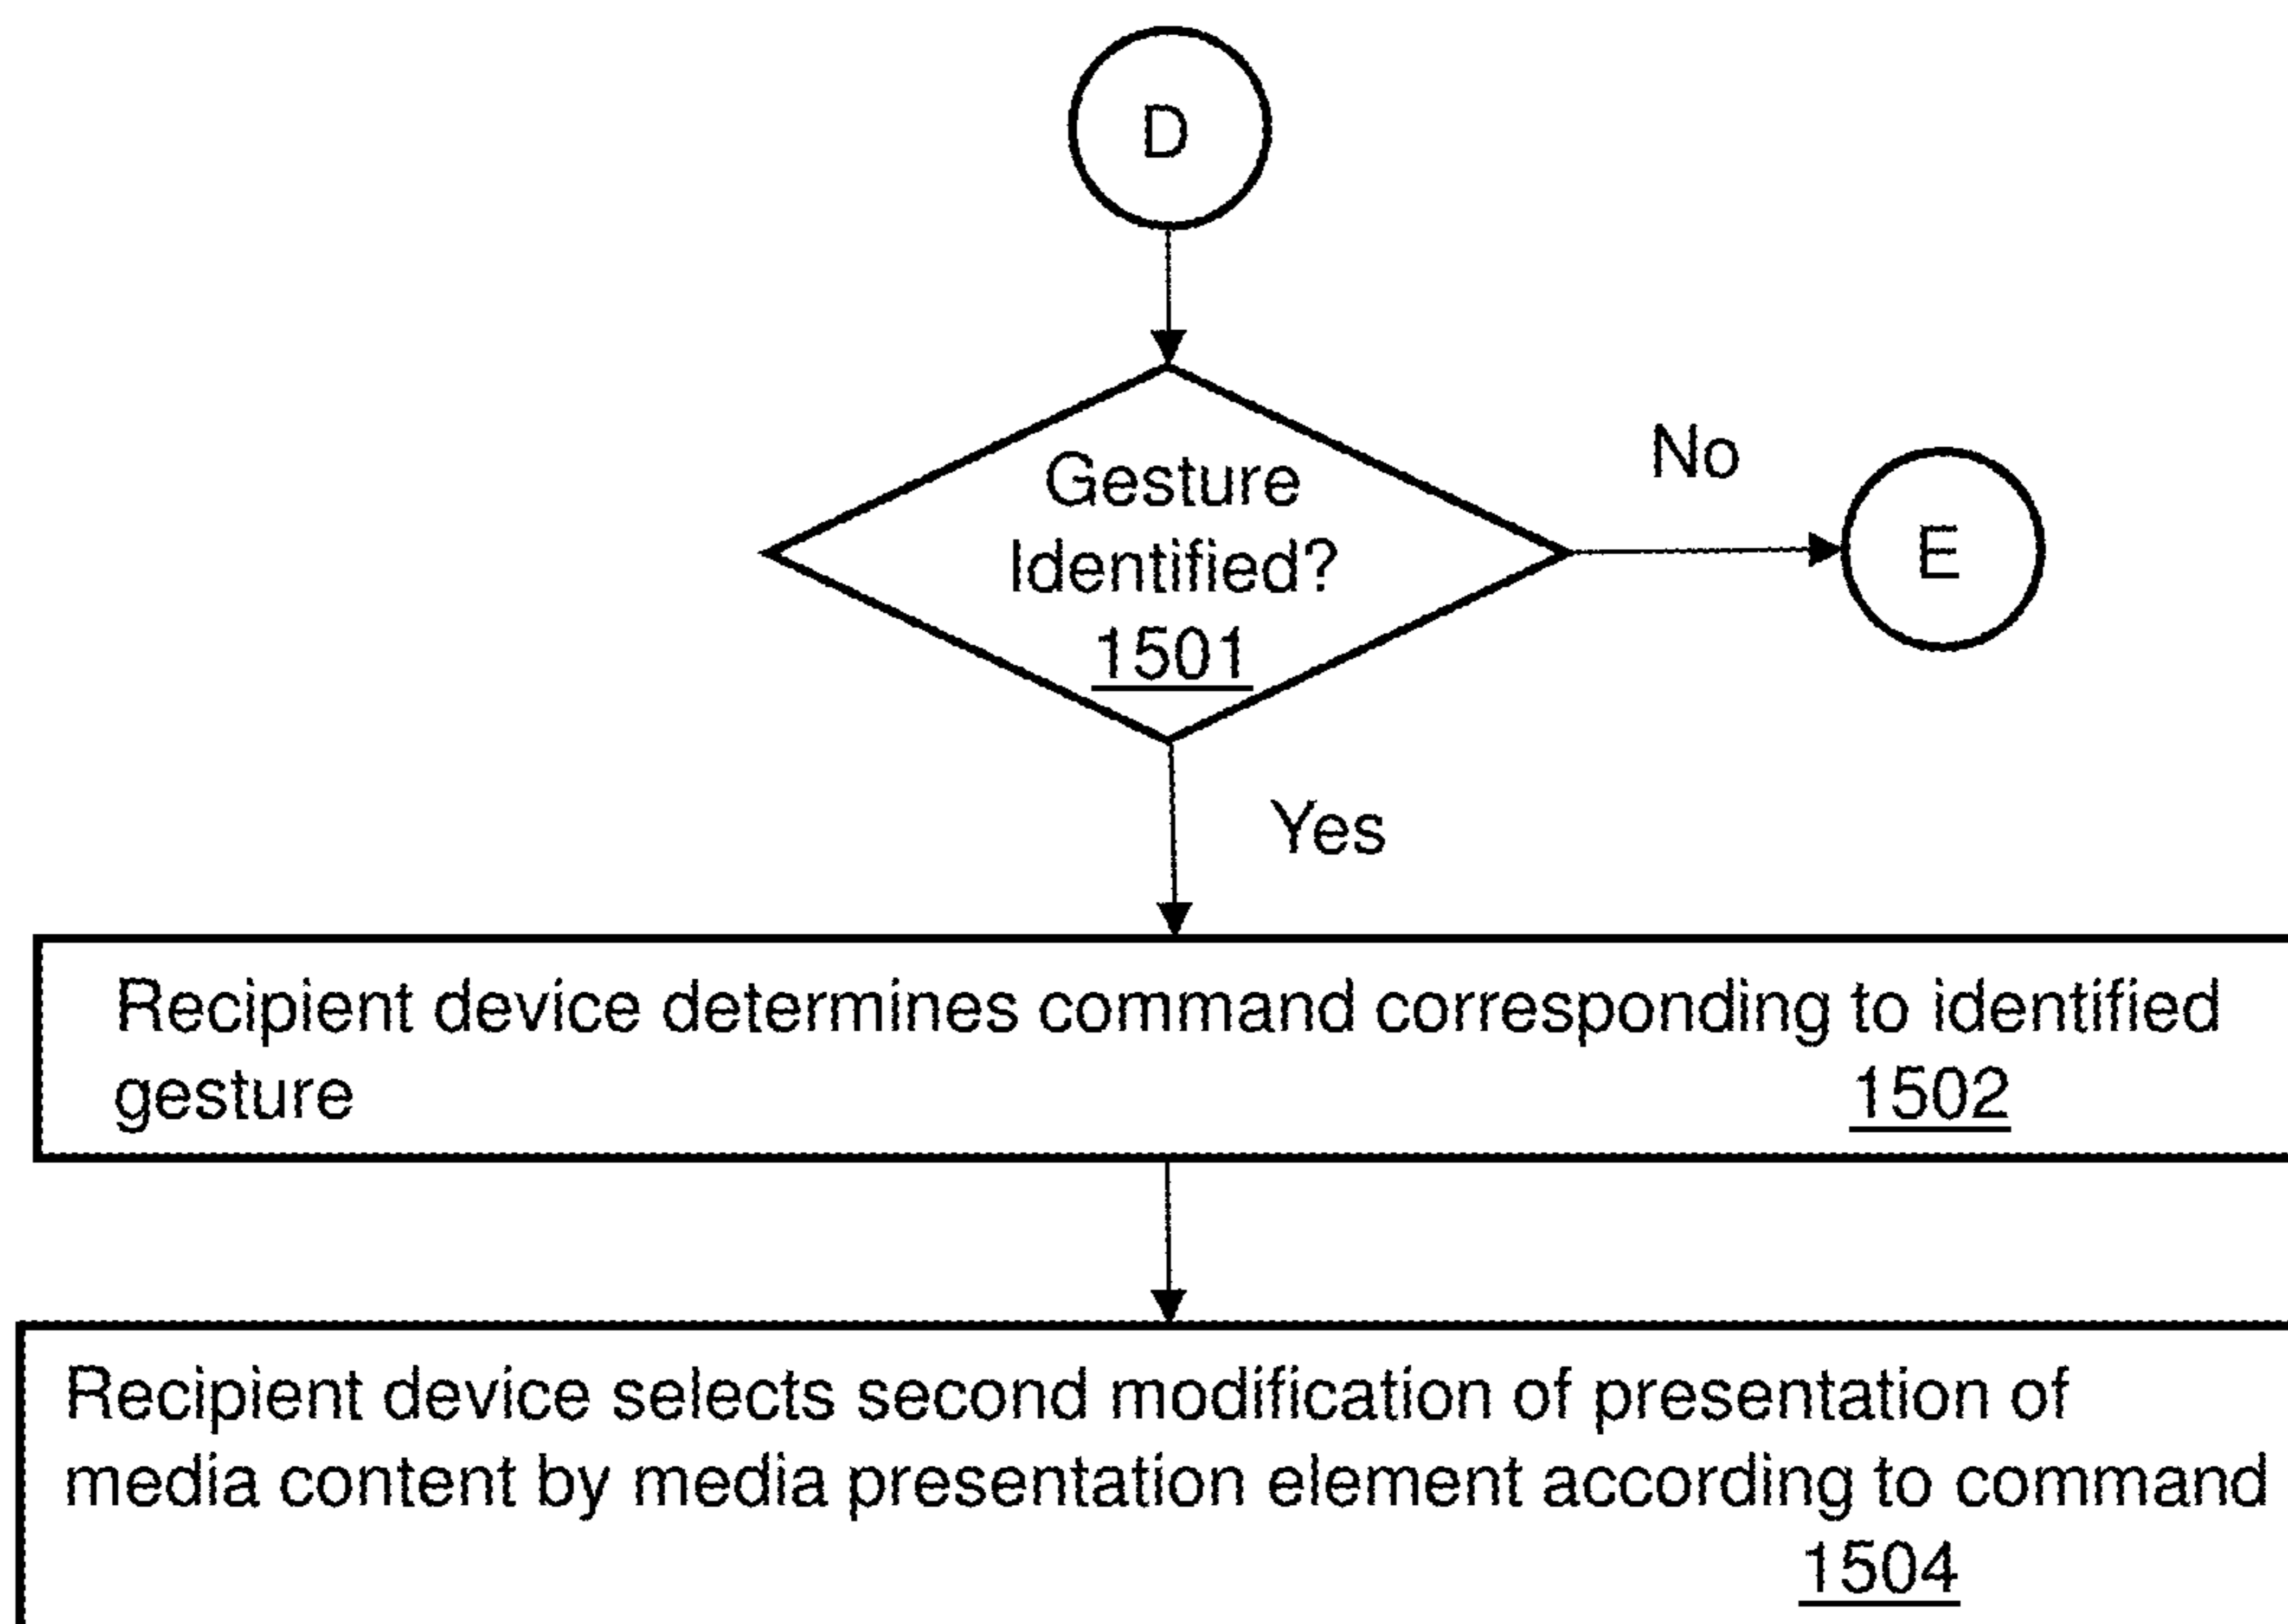 D
Gesture
Identified?
1501
No
E
Yes
Recipient device determines command corresponding to identified
gesture
1502
Recipient device selects second modification of presentation of
media content by media presentation element according to command
1504